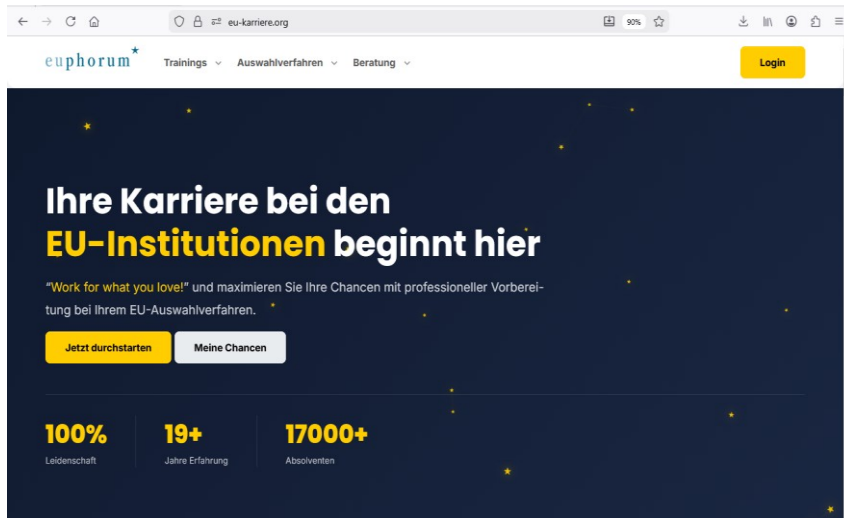 eu-karriere.org
90%
euphorum
Trainings
Auswahlverfahren
Beratung
Login
Ihre Karriere bei den
EU-Institutionen beginnt hier
“Work for what you love!“ und maximieren Sie Ihre Chancen mit professioneller Vorberei-
tung bei Ihrem EU-Auswahlverfahren.
Jetzt durchstarten
Meine Chancen
100%
19+
17000+
Leidenschaft
Jahre Erfahrung
Absolventen